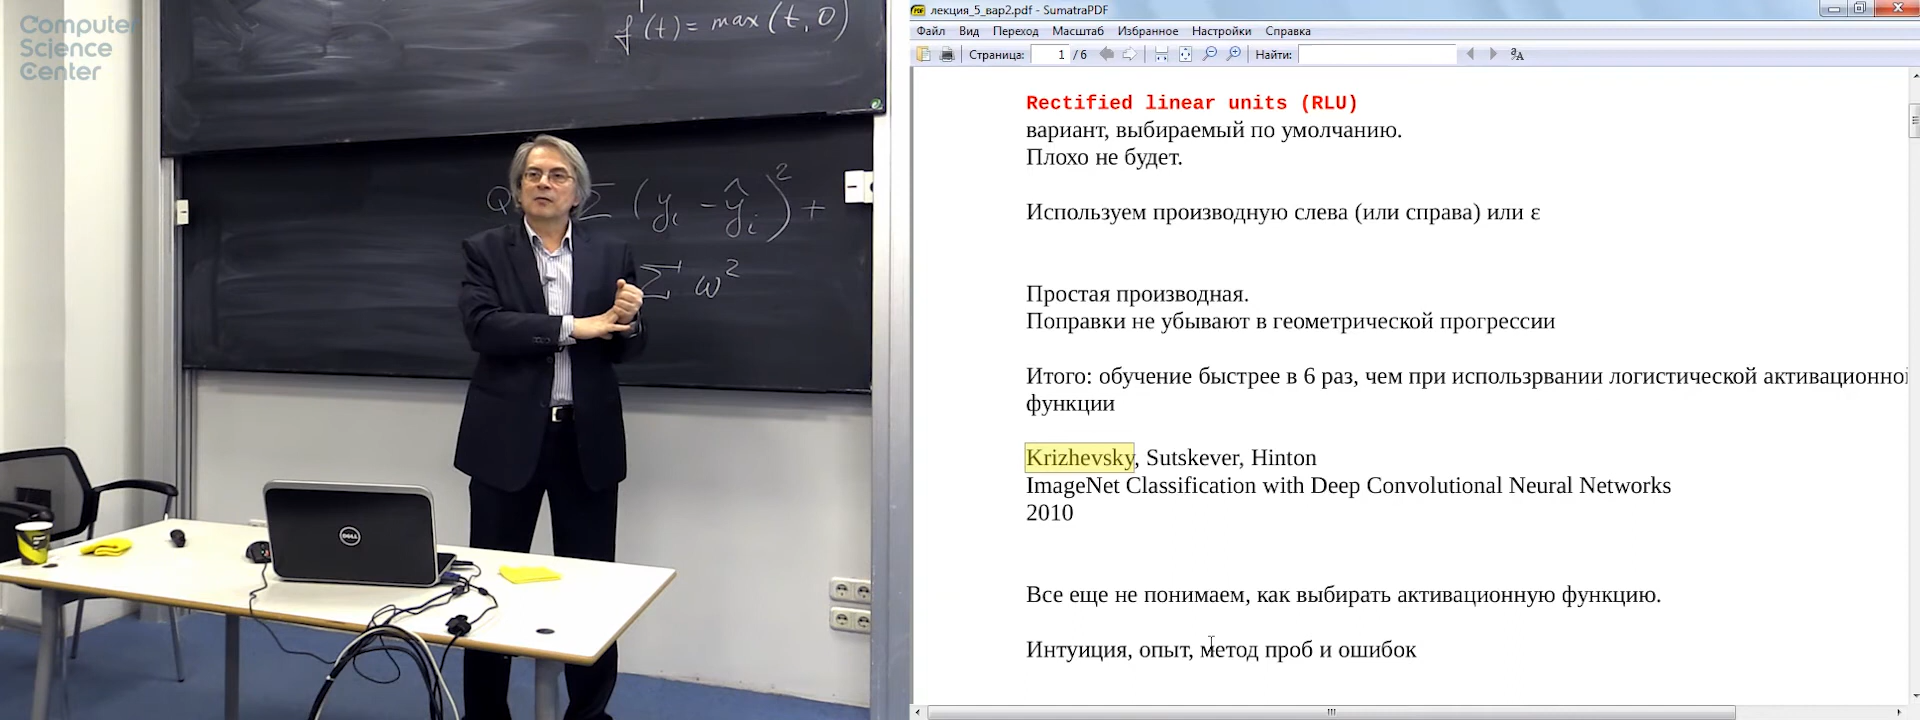 Computer
Science
Center
f(t) = max(t, 0)
Q Σ (yᵢ - ŷᵢ)² +
Σ ω²
DELL
лекция_5_вар2.pdf - SumatraPDF
Файл Вид Переход Масштаб Избранное Настройки Справка
Страница: 1 / 6 Найти:
Rectified linear units (RLU)
вариант, выбираемый по умолчанию.
Плохо не будет.
Используем производную слева (или справа) или ε
Простая производная.
Поправки не убывают в геометрической прогрессии
Итого: обучение быстрее в 6 раз, чем при использрвании логистической активационной
функции
Krizhevsky, Sutskever, Hinton
ImageNet Classification with Deep Convolutional Neural Networks
2010
Все еще не понимаем, как выбирать активационную функцию.
Интуиция, опыт, метод проб и ошибок